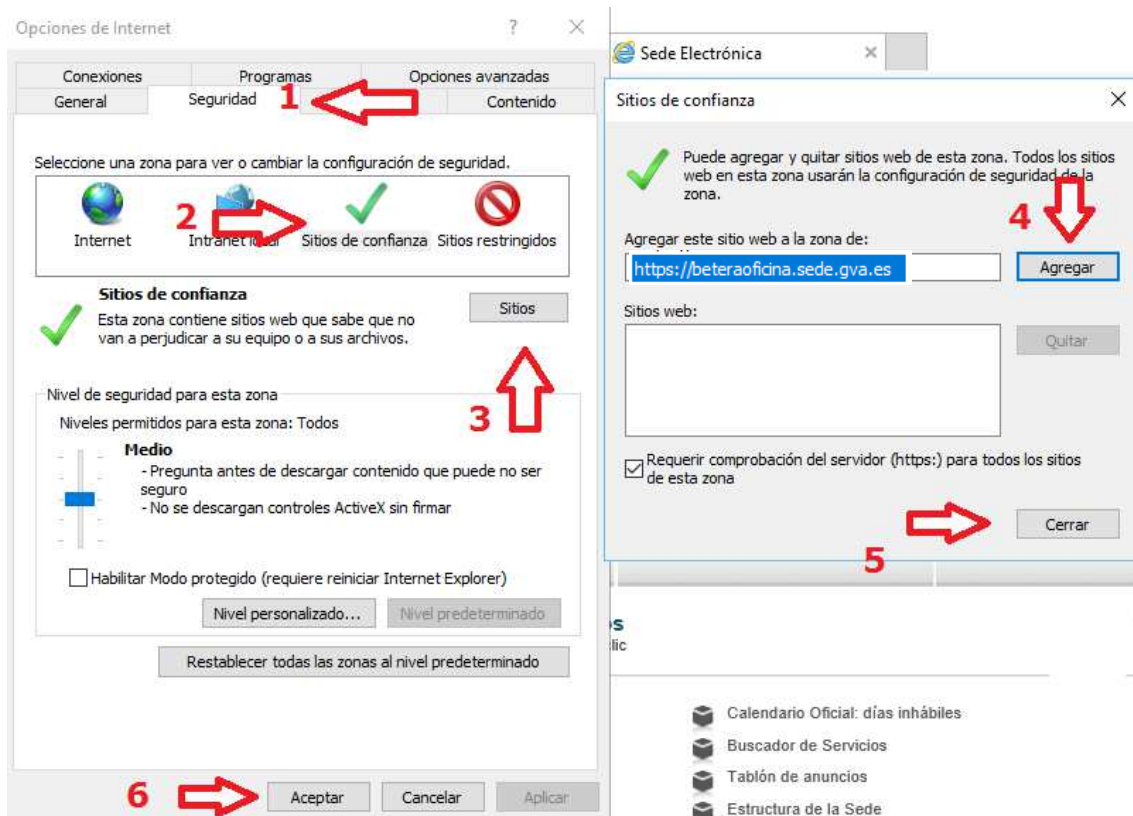 Opciones de Internet
?
Conexiones Programas Opciones avanzadas
General Seguridad 1 Contenido
Seleccione una zona para ver o cambiar la configuración de seguridad.
2
Internet Intranet local Sitios de confianza Sitios restringidos
Sitios de confianza
Esta zona contiene sitios web que sabe que no
van a perjudicar a su equipo o a sus archivos.
Sitios
3
Nivel de seguridad para esta zona
Niveles permitidos para esta zona: Todos
Medio
- Pregunta antes de descargar contenido que puede no ser
seguro
- No se descargan controles ActiveX sin firmar
Habilitar Modo protegido (requiere reiniciar Internet Explorer)
Nivel personalizado... Nivel predeterminado
Restablecer todas las zonas al nivel predeterminado
6
Aceptar Cancelar Aplicar
Sede Electrónica
Sitios de confianza
Puede agregar y quitar sitios web de esta zona. Todos los sitios
web en esta zona usarán la configuración de seguridad de la
zona.
4
Agregar este sitio web a la zona de:
https://beteraoficina.sede.gva.es
Agregar
Sitios web:
Quitar
Requerir comprobación del servidor (https:) para todos los sitios
de esta zona
Cerrar
5
os
lic
Calendario Oficial: días inhábiles
Buscador de Servicios
Tablón de anuncios
Estructura de la Sede